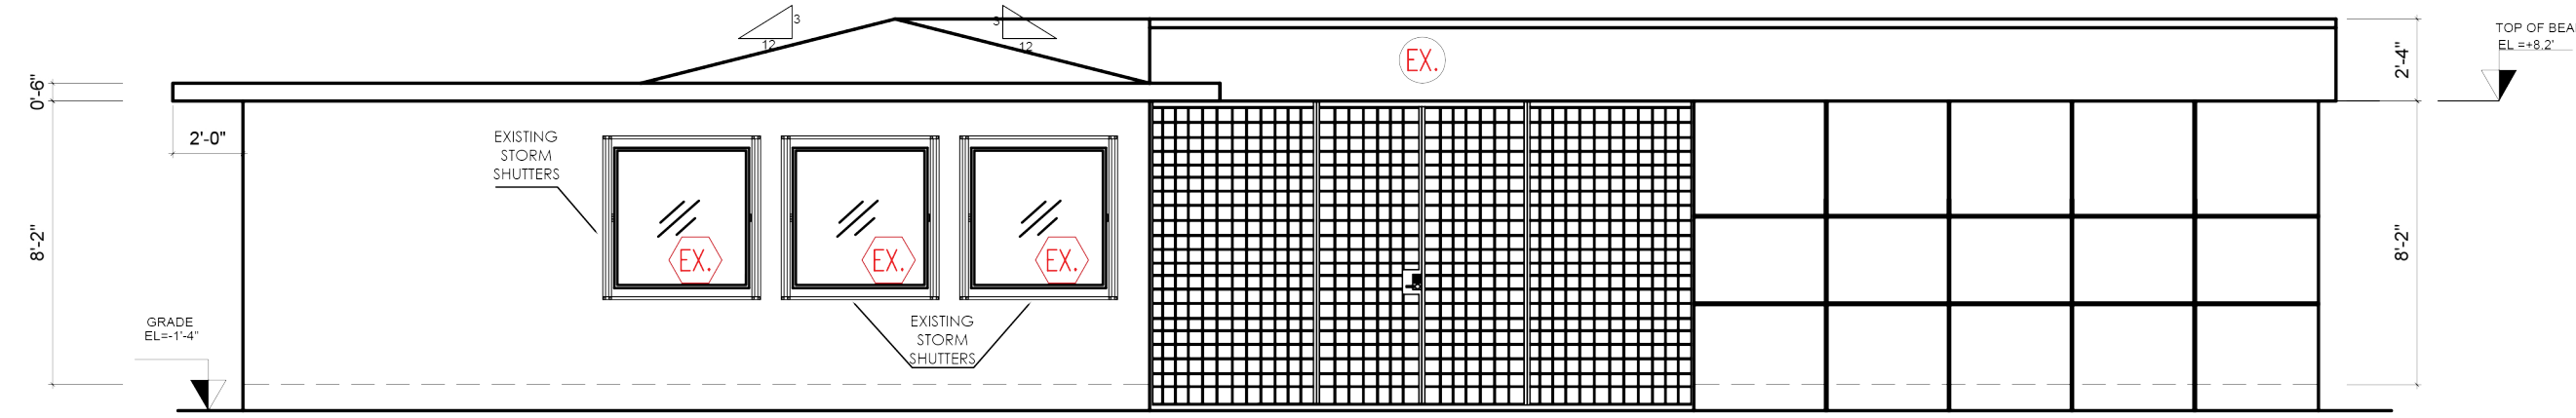 3
12
3
12
TOP OF BEA
EL =+8.2'
EX.
2'-4"
0'-6"
2'-0"
EXISTING
STORM
SHUTTERS
8'-2"
8'-2"
EX.
EX.
EX.
GRADE
EL=-1'-4"
EXISTING
STORM
SHUTTERS